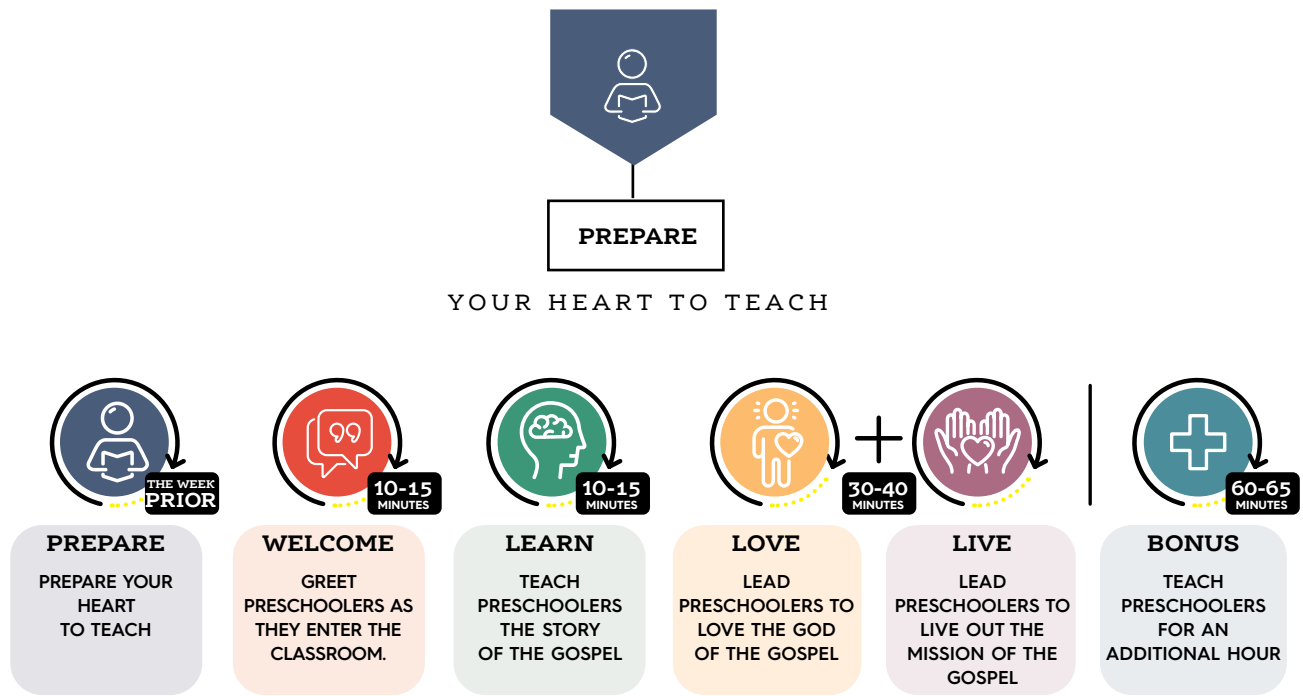 PREPARE
YOUR HEART TO TEACH
THE WEEK
PRIOR
10-15
MINUTES
10-15
MINUTES
30-40
MINUTES
60-65
MINUTES
PREPARE
PREPARE YOUR
HEART
TO TEACH
WELCOME
GREET
PRESCHOOLERS AS
THEY ENTER THE
CLASSROOM.
LEARN
TEACH
PRESCHOOLERS
THE STORY
OF THE GOSPEL
LOVE
LEAD
PRESCHOOLERS TO
LOVE THE GOD
OF THE GOSPEL
LIVE
LEAD
PRESCHOOLERS TO
LIVE OUT THE
MISSION OF THE
GOSPEL
BONUS
TEACH
PRESCHOOLERS
FOR AN
ADDITIONAL HOUR